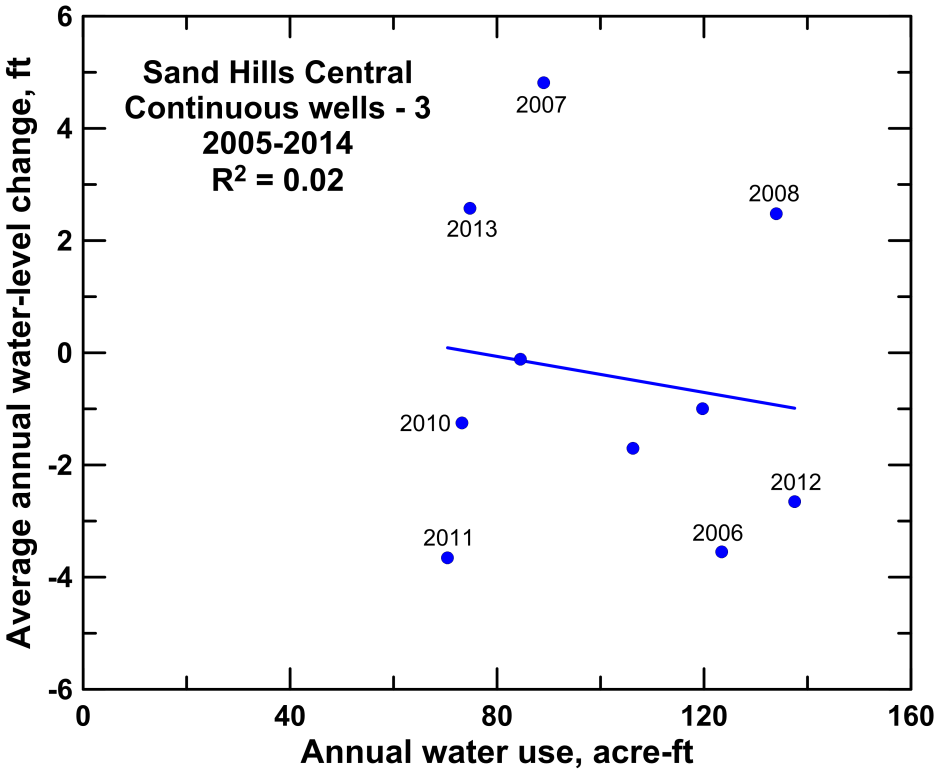 Sand Hills Central
Continuous wells - 3
2005-2014
R² = 0.02
Average annual water-level change, ft
6
4
2
0
-2
-4
-6
2007
2013
2008
2010
2012
2006
2011
0 40 80 120 160
Annual water use, acre-ft